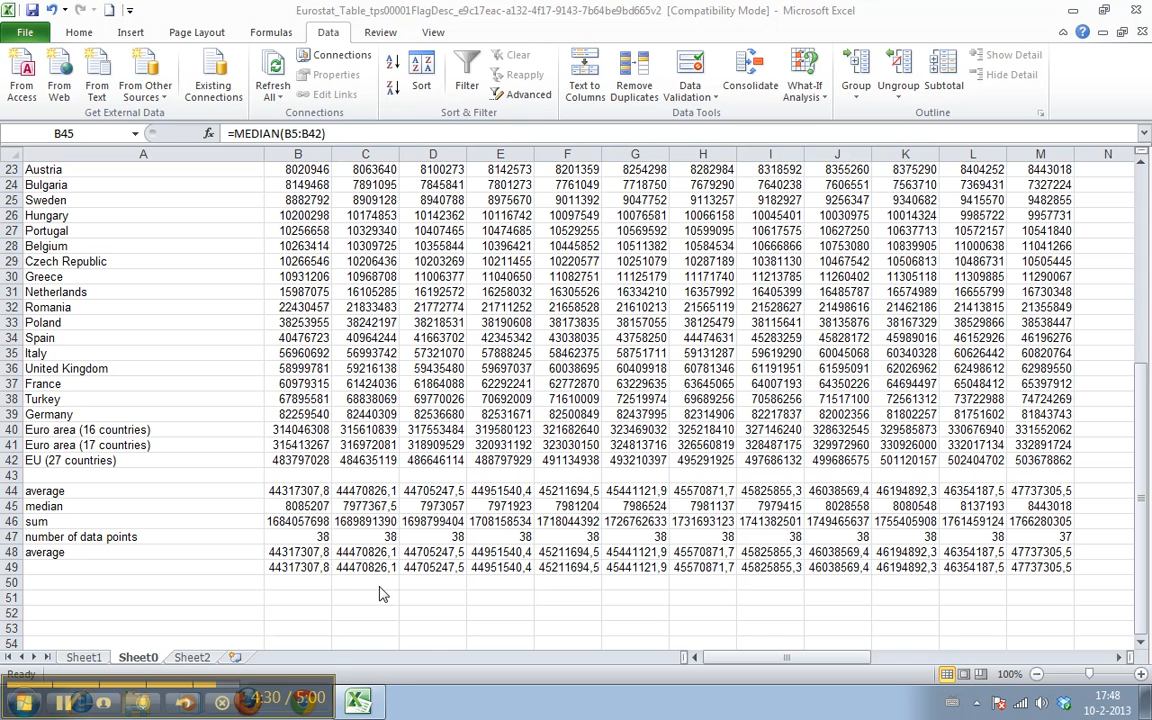 Eurostat_Table_tps00001FlagDesc_e9c17eac-a132-4f17-9143-7b64be9bd665v2 [Compatibility Mode] - Microsoft Excel
File Home Insert Page Layout Formulas Data Review View
From Access From Web From Text From Other Sources Existing Connections Refresh All Connections Properties Edit Links Sort Filter Clear Reapply Advanced Text to Columns Remove Duplicates Data Validation Consolidate What-If Analysis Group Ungroup Subtotal Show Detail Hide Detail
Get External Data Connections Sort & Filter Data Tools Outline
B45 fx =MEDIAN(B5:B42)
A B C D E F G H I J K L M N
23 Austria 8020946 8063640 8100273 8142573 8201359 8254298 8282984 8318592 8355260 8375290 8404252 8443018
24 Bulgaria 8149468 7891095 7845841 7801273 7761049 7718750 7679290 7640238 7606551 7563710 7369431 7327224
25 Sweden 8882792 8909128 8940788 8975670 9011392 9047752 9113257 9182927 9256347 9340682 9415570 9482855
26 Hungary 10200298 10174853 10142362 10116742 10097549 10076581 10066158 10045401 10030975 10014324 9985722 9957731
27 Portugal 10256658 10329340 10407465 10474685 10529255 10569592 10599095 10617575 10627250 10637713 10572157 10541840
28 Belgium 10263414 10309725 10355844 10396421 10445852 10511382 10584534 10666866 10753080 10839905 11000638 11041266
29 Czech Republic 10266546 10206436 10203269 10211455 10220577 10251079 10287189 10381130 10467542 10506813 10486731 10505445
30 Greece 10931206 10968708 11006377 11040650 11082751 11125179 11171740 11213785 11260402 11305118 11309885 11290067
31 Netherlands 15987075 16105285 16192572 16258032 16305526 16334210 16357992 16405399 16485787 16574989 16655799 16730348
32 Romania 22430457 21833483 21772774 21711252 21658528 21610213 21565119 21528627 21498616 21462186 21413815 21355849
33 Poland 38253955 38242197 38218531 38190608 38173835 38157055 38125479 38115641 38135876 38167329 38529866 38538447
34 Spain 40476723 40964244 41663702 42345342 43038035 43758250 44474631 45283259 45828172 45989016 46152926 46196276
35 Italy 56960692 56993742 57321070 57888245 58462375 58751711 59131287 59619290 60045068 60340328 60626442 60820764
36 United Kingdom 58999781 59216138 59435480 59697037 60038695 60409918 60781346 61191951 61595091 62026962 62498612 62989550
37 France 60979315 61424036 61864088 62292241 62772870 63229635 63645065 64007193 64350226 64694497 65048412 65397912
38 Turkey 67895581 68838069 69770026 70692009 71610009 72519974 69689256 70586256 71517100 72561312 73722988 74724269
39 Germany 82259540 82440309 82536680 82531671 82500849 82437995 82314906 82217837 82002356 81802257 81751602 81843743
40 Euro area (16 countries) 314046308 315610839 317553484 319580123 321682640 323469032 325218410 327146240 328632545 329585873 330676940 331552062
41 Euro area (17 countries) 315413267 316972081 318909529 320931192 323030150 324813716 326560819 328487175 329972960 330926000 332017134 332891724
42 EU (27 countries) 483797028 484635119 486646114 488797929 491134938 493210397 495291925 497686132 499686575 501120157 502404702 503678862
43
44 average 44317307,8 44470826,1 44705247,5 44951540,4 45211694,5 45441121,9 45570871,7 45825855,3 46038569,4 46194892,3 46354187,5 47737305,5
45 median 8085207 7977367,5 7973057 7971923 7981204 7986524 7981137 7979415 8028558 8080548 8137193 8443018
46 sum 1684057698 1689891390 1698799404 1708158534 1718044392 1726762633 1731693123 1741382501 1749465637 1755405908 1761459124 1766280305
47 number of data points 38 38 38 38 38 38 38 38 38 38 38 37
48 average 44317307,8 44470826,1 44705247,5 44951540,4 45211694,5 45441121,9 45570871,7 45825855,3 46038569,4 46194892,3 46354187,5 47737305,5
49 44317307,8 44470826,1 44705247,5 44951540,4 45211694,5 45441121,9 45570871,7 45825855,3 46038569,4 46194892,3 46354187,5 47737305,5
50
51
52
53
54
Sheet1 Sheet0 Sheet2
Ready 100%
4:30 / 5:00 17:48
10-2-2013